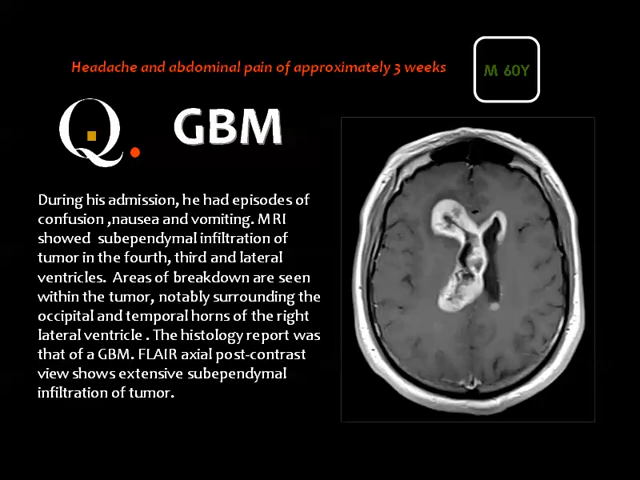 Headache and abdominal pain of approximately 3 weeks
M 60Y
Q.
GBM
During his admission, he had episodes of
confusion ,nausea and vomiting. MRI
showed subependymal infiltration of
tumor in the fourth, third and lateral
ventricles. Areas of breakdown are seen
within the tumor, notably surrounding the
occipital and temporal horns of the right
lateral ventricle . The histology report was
that of a GBM. FLAIR axial post-contrast
view shows extensive subependymal
infiltration of tumor.